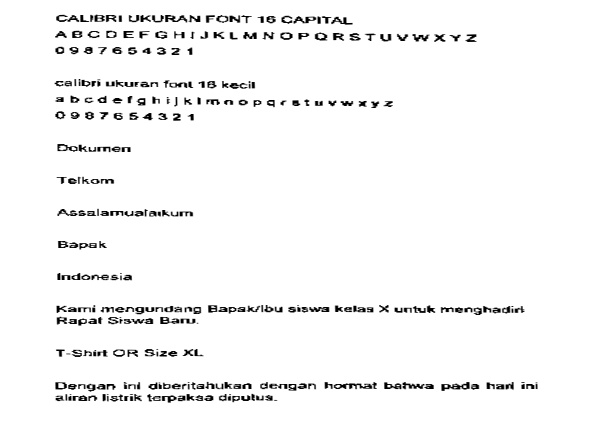 CALIBRI UKURAN FONT 16 CAPITAL
A B C D E F G H I J K L M N O P Q R S T U V W X Y Z
0 9 8 7 6 5 4 3 2 1
calibri ukuran font 16 kecil
a b c d e f g h i j k l m n o p q r s t u v w x y z
0 9 8 7 6 5 4 3 2 1
Dokumen
Telkom
Assalamualaikum
Bapak
Indonesia
Kami mengundang Bapak/Ibu siswa kelas X untuk menghadiri
Rapat Siswa Baru.
T-Shirt OR Size XL
Dengan ini diberitahukan dengan hormat bahwa pada hari ini
aliran listrik terpaksa diputus.